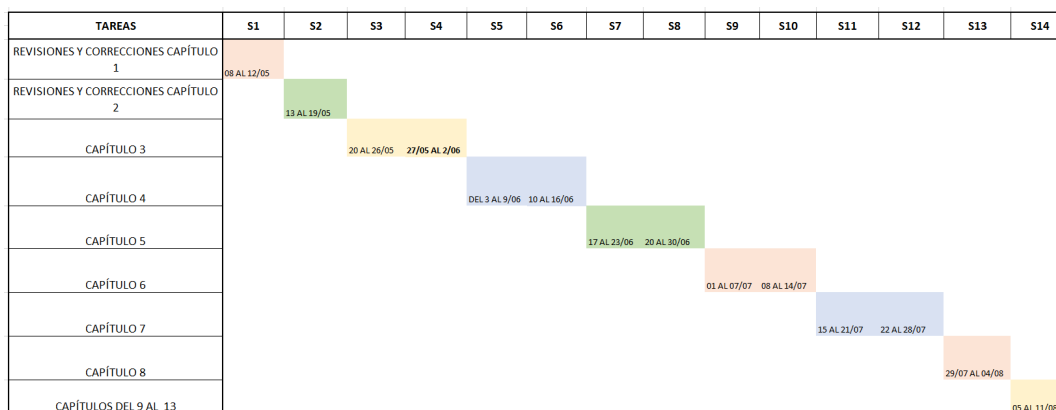 TAREAS S1 S2 S3 S4 S5 S6 S7 S8 S9 S10 S11 S12 S13 S14
REVISIONES Y CORRECCIONES CAPÍTULO
1
08 AL 12/05
REVISIONES Y CORRECCIONES CAPÍTULO
2
13 AL 19/05
CAPÍTULO 3
20 AL 26/05 27/05 AL 2/06
CAPÍTULO 4
DEL 3 AL 9/06 10 AL 16/06
CAPÍTULO 5
17 AL 23/06 20 AL 30/06
CAPÍTULO 6
01 AL 07/07 08 AL 14/07
CAPÍTULO 7
15 AL 21/07 22 AL 28/07
CAPÍTULO 8
29/07 AL 04/08
CAPÍTULOS DEL 9 AL 13
05 AL 11/08